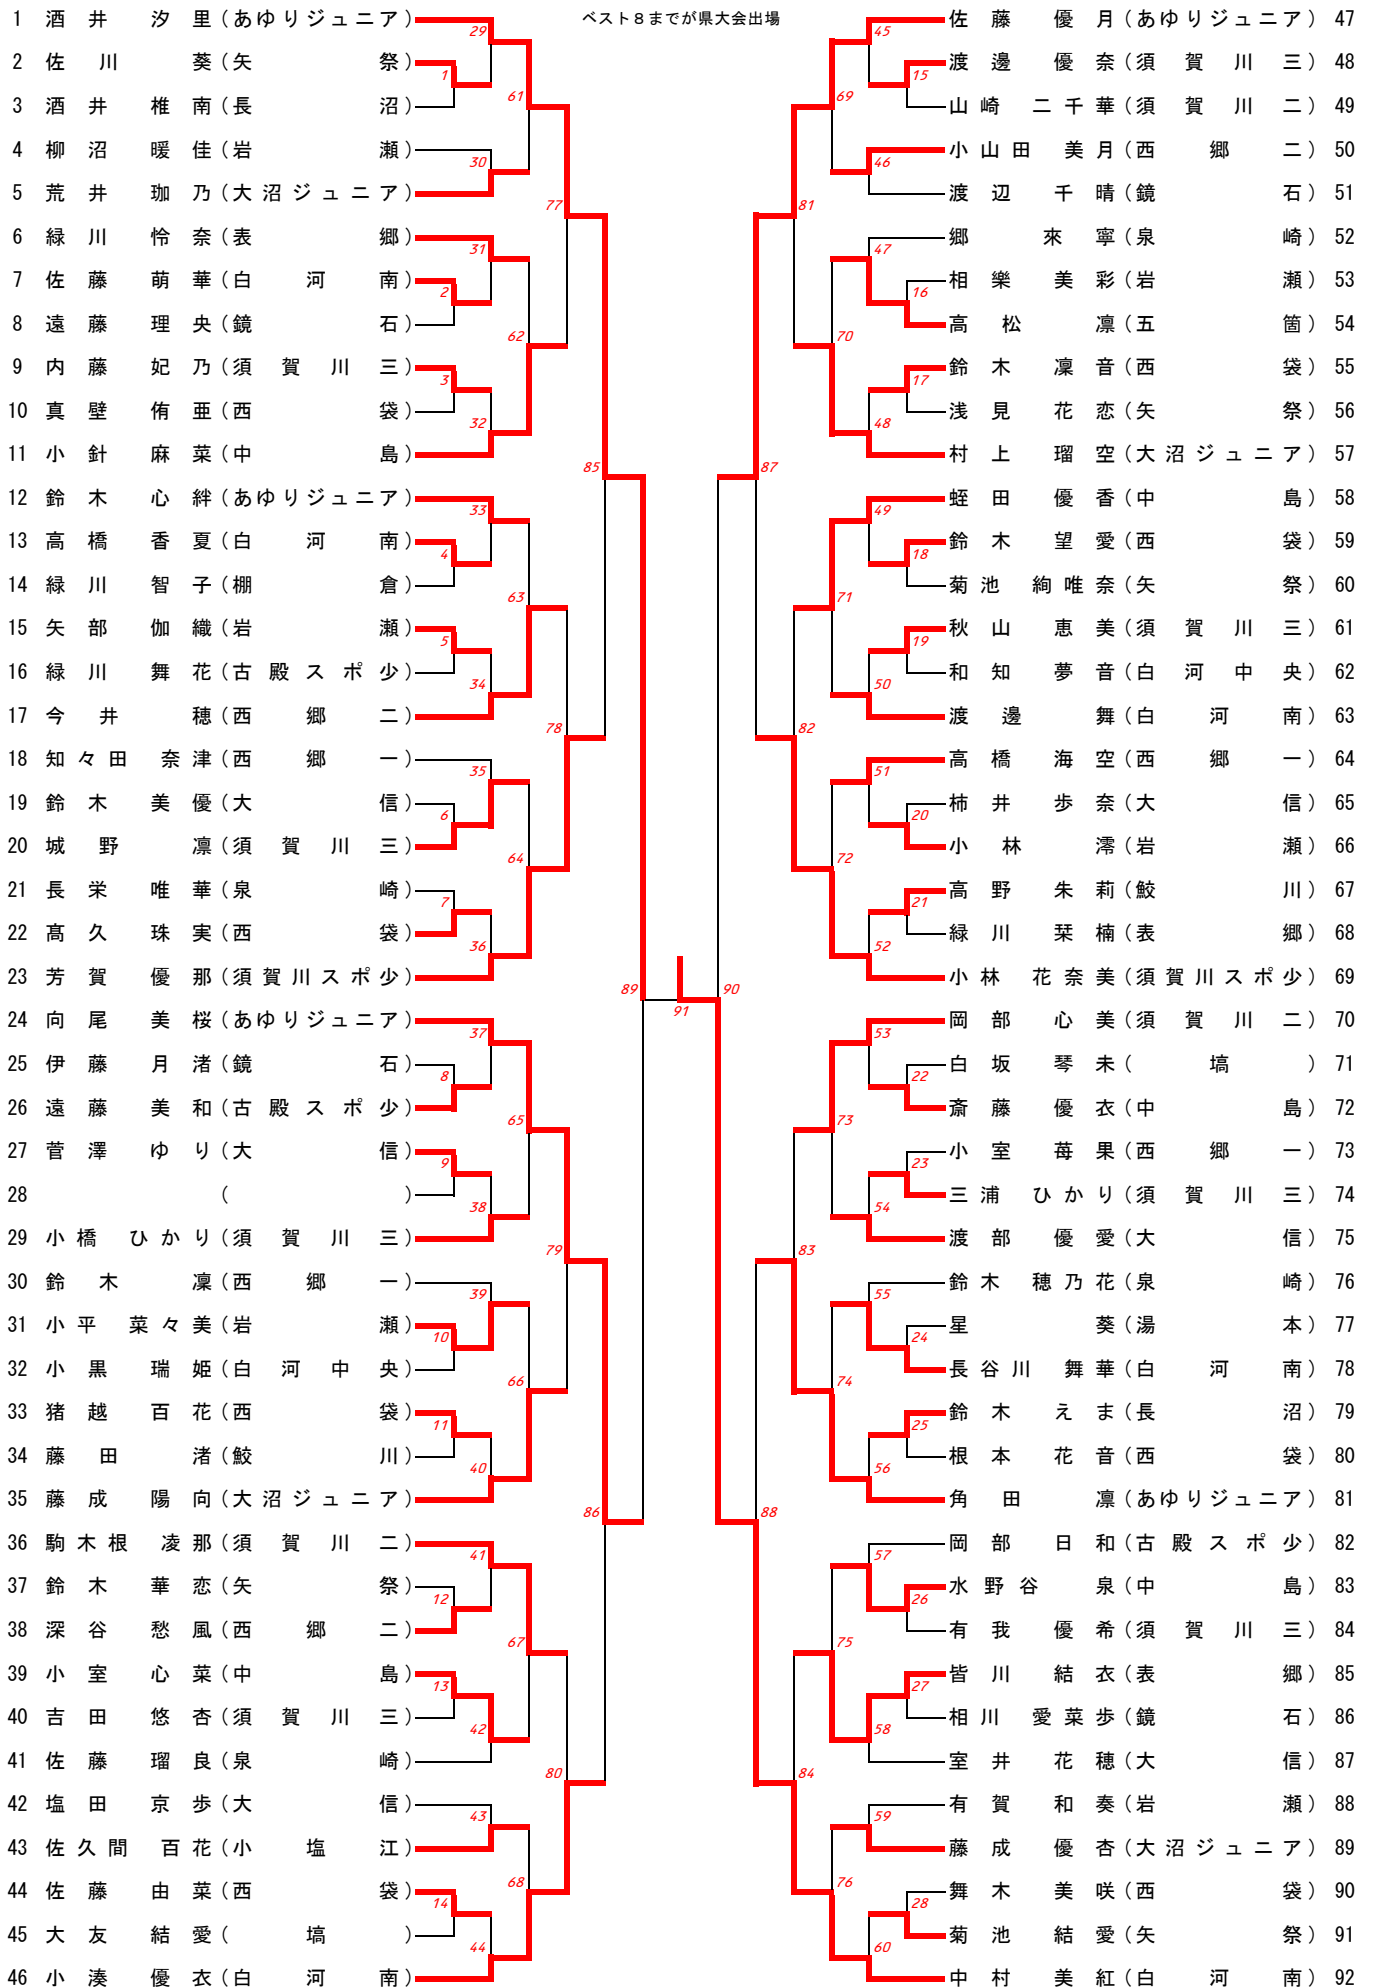 ベスト８までが県大会出場
1 酒井 汐里（あゆりジュニア）
2 佐川 葵（矢祭）
3 酒井 椎南（長沼）
4 柳沼 暖佳（岩瀬）
5 荒井 珈乃（大沼ジュニア）
6 緑川 怜奈（表郷）
7 佐藤 萌華（白河南）
8 遠藤 理央（鏡石）
9 内藤 妃乃（須賀川三）
10 真壁 侑亜（西袋）
11 小針 麻菜（中島）
12 鈴木 心絆（あゆりジュニア）
13 高橋 香夏（白河南）
14 緑川 智子（棚倉）
15 矢部 伽織（岩瀬）
16 緑川 舞花（古殿スポ少）
17 今井 穂（西郷二）
18 知々田 奈津（西郷一）
19 鈴木 美優（大信）
20 城野 凛（須賀川三）
21 長栄 唯華（泉崎）
22 髙久 珠実（西袋）
23 芳賀 優那（須賀川スポ少）
24 向尾 美桜（あゆりジュニア）
25 伊藤 月渚（鏡石）
26 遠藤 美和（古殿スポ少）
27 菅澤 ゆり（大信）
28 （ ）
29 小橋 ひかり（須賀川三）
30 鈴木 凜（西郷一）
31 小平 菜々美（岩瀬）
32 小黒 瑞姫（白河中央）
33 猪越 百花（西袋）
34 藤田 渚（鮫川）
35 藤成 陽向（大沼ジュニア）
36 駒木根 凌那（須賀川二）
37 鈴木 華恋（矢祭）
38 深谷 愁風（西郷二）
39 小室 心菜（中島）
40 吉田 悠杏（須賀川三）
41 佐藤 瑠良（泉崎）
42 塩田 京歩（大信）
43 佐久間 百花（小塩江）
44 佐藤 由菜（西袋）
45 大友 結愛（塙）
46 小湊 優衣（白河南）
佐藤 優月（あゆりジュニア） 47
渡邊 優奈（須賀川三） 48
山崎 二千華（須賀川二） 49
小山田 美月（西郷二） 50
渡辺 千晴（鏡石） 51
郷 來寧（泉崎） 52
相樂 美彩（岩瀬） 53
高松 凛（五箇） 54
鈴木 凜音（西袋） 55
浅見 花恋（矢祭） 56
村上 瑠空（大沼ジュニア） 57
蛭田 優香（中島） 58
鈴木 望愛（西袋） 59
菊池 絢唯奈（矢祭） 60
秋山 恵美（須賀川三） 61
和知 夢音（白河中央） 62
渡邊 舞（白河南） 63
高橋 海空（西郷一） 64
柿井 歩奈（大信） 65
小林 澪（岩瀬） 66
高野 朱莉（鮫川） 67
緑川 栞楠（表郷） 68
小林 花奈美（須賀川スポ少） 69
岡部 心美（須賀川二） 70
白坂 琴未（塙） 71
斎藤 優衣（中島） 72
小室 苺果（西郷一） 73
三浦 ひかり（須賀川三） 74
渡部 優愛（大信） 75
鈴木 穂乃花（泉崎） 76
星 葵（湯本） 77
長谷川 舞華（白河南） 78
鈴木 えま（長沼） 79
根本 花音（西袋） 80
角田 凛（あゆりジュニア） 81
岡部 日和（古殿スポ少） 82
水野谷 泉（中島） 83
有我 優希（須賀川三） 84
皆川 結衣（表郷） 85
相川 愛菜歩（鏡石） 86
室井 花穂（大信） 87
有賀 和奏（岩瀬） 88
藤成 優杏（大沼ジュニア） 89
舞木 美咲（西袋） 90
菊池 結愛（矢祭） 91
中村 美紅（白河南） 92
1
2
3
4
5
6
7
8
9
10
11
12
13
14
15
16
17
18
19
20
21
22
23
24
25
26
27
28
29
30
31
32
33
34
35
36
37
38
39
40
41
42
43
44
45
46
47
48
49
50
51
52
53
54
55
56
57
58
59
60
61
62
63
64
65
66
67
68
69
70
71
72
73
74
75
76
77
78
79
80
81
82
83
84
85
86
87
88
89
90
91